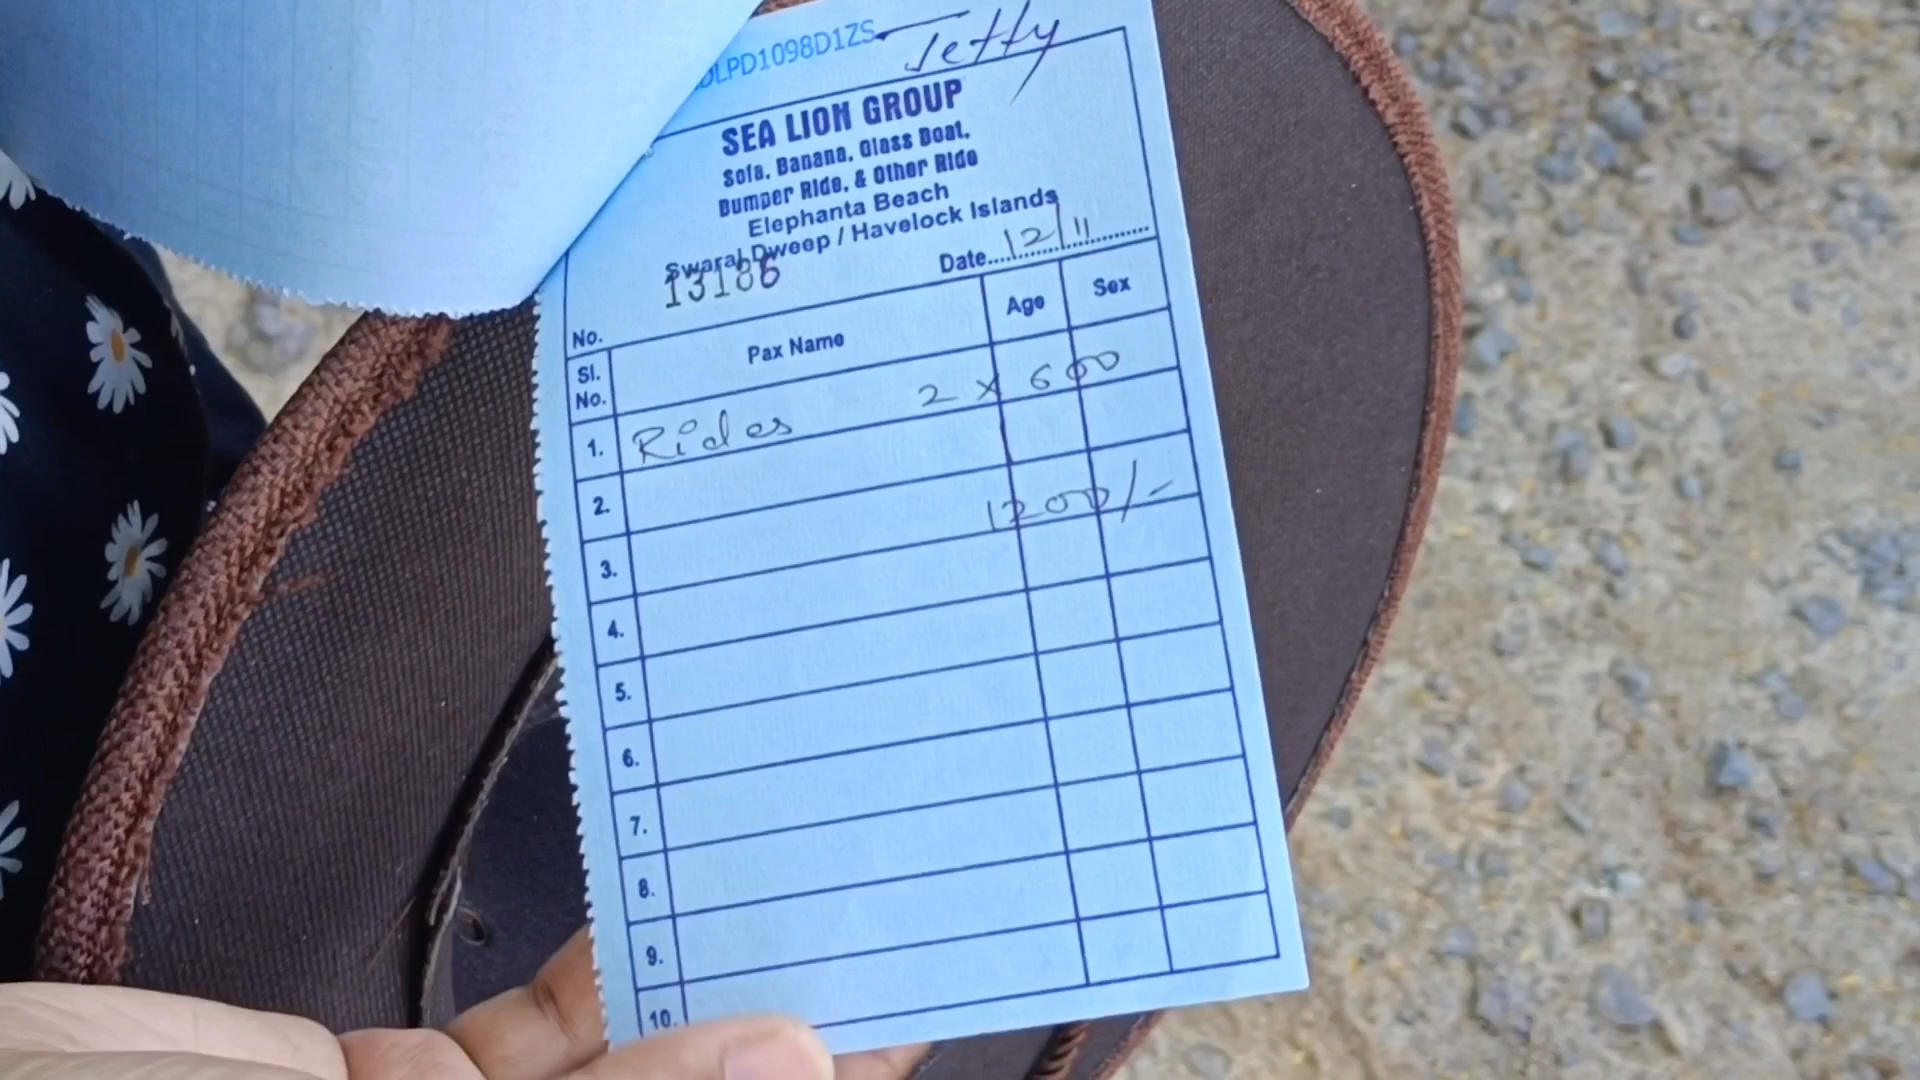 DLPD1098D1ZS
Jetty
SEA LION GROUP
Sofa, Banana, Glass Boat,
Bumper Ride, & Other Ride
Elephanta Beach
Swaraj Dweep / Havelock Islands
No. 13186 Date 12/11
Sl. No. Pax Name Age Sex
1. Rides 2 x 600
2.
1200/-
3.
4.
5.
6.
7.
8.
9.
10.